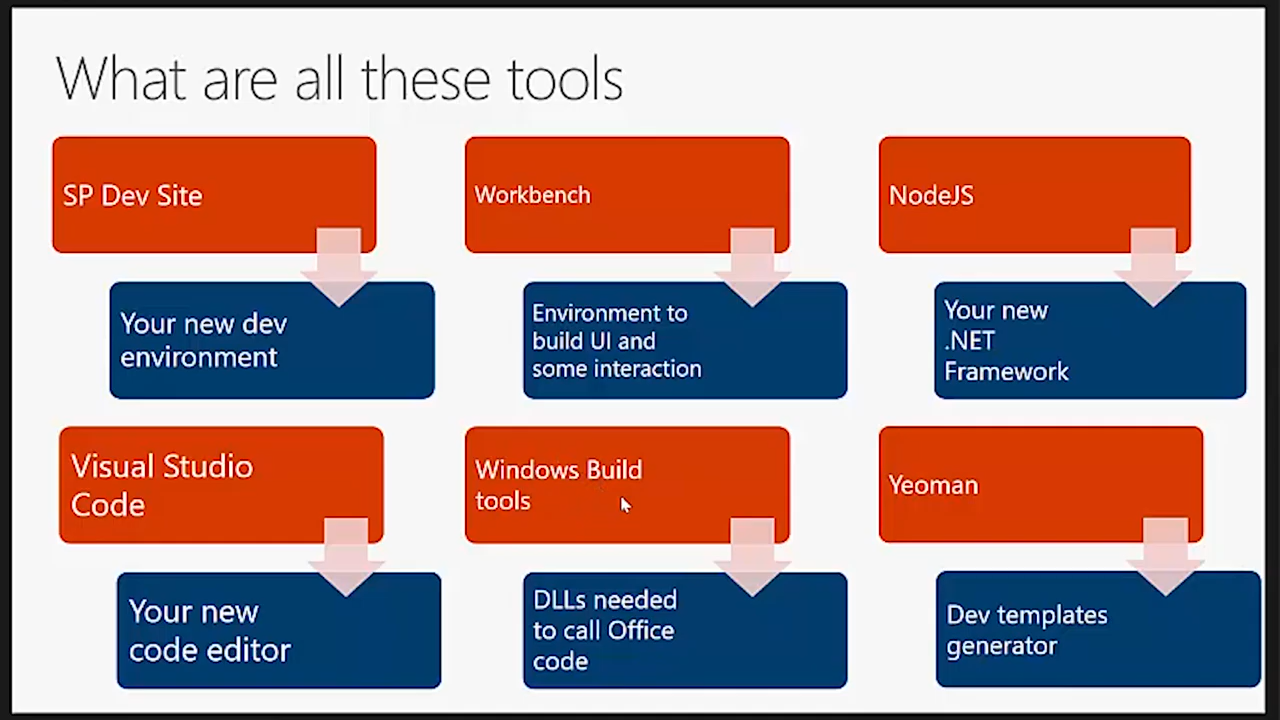 What are all these tools
SP Dev Site
Your new dev
environment
Workbench
Environment to
build UI and
some interaction
NodeJS
Your new
.NET
Framework
Visual Studio
Code
Your new
code editor
Windows Build
tools
DLLs needed
to call Office
code
Yeoman
Dev templates
generator